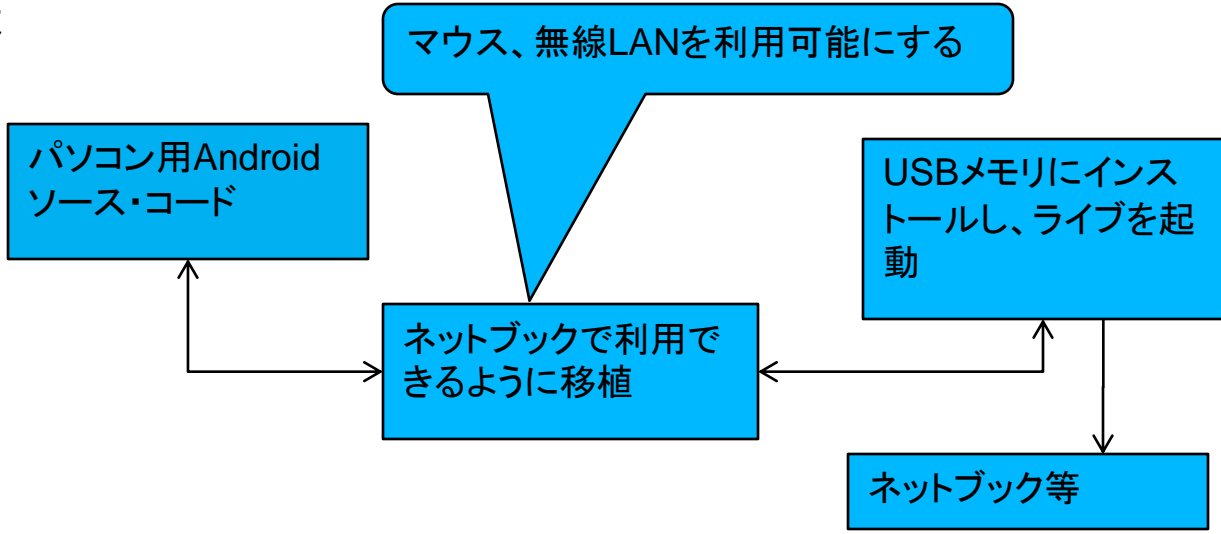 マウス、無線LANを利用可能にする
パソコン用Android
ソース・コード
USBメモリにインス
トールし、ライブを起
動
ネットブックで利用で
きるように移植
ネットブック等